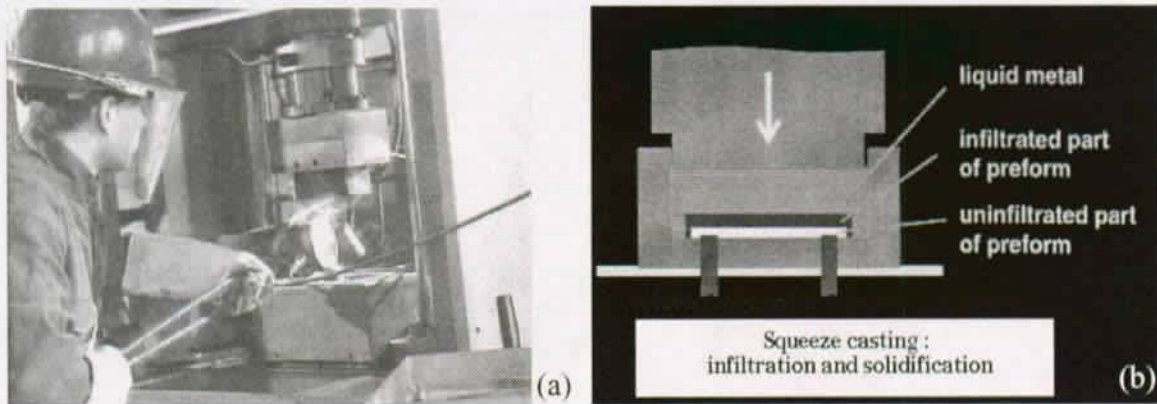 (a)
liquid metal
infiltrated part
of preform
uninfiltrated part
of preform
Squeeze casting :
infiltration and solidification
(b)